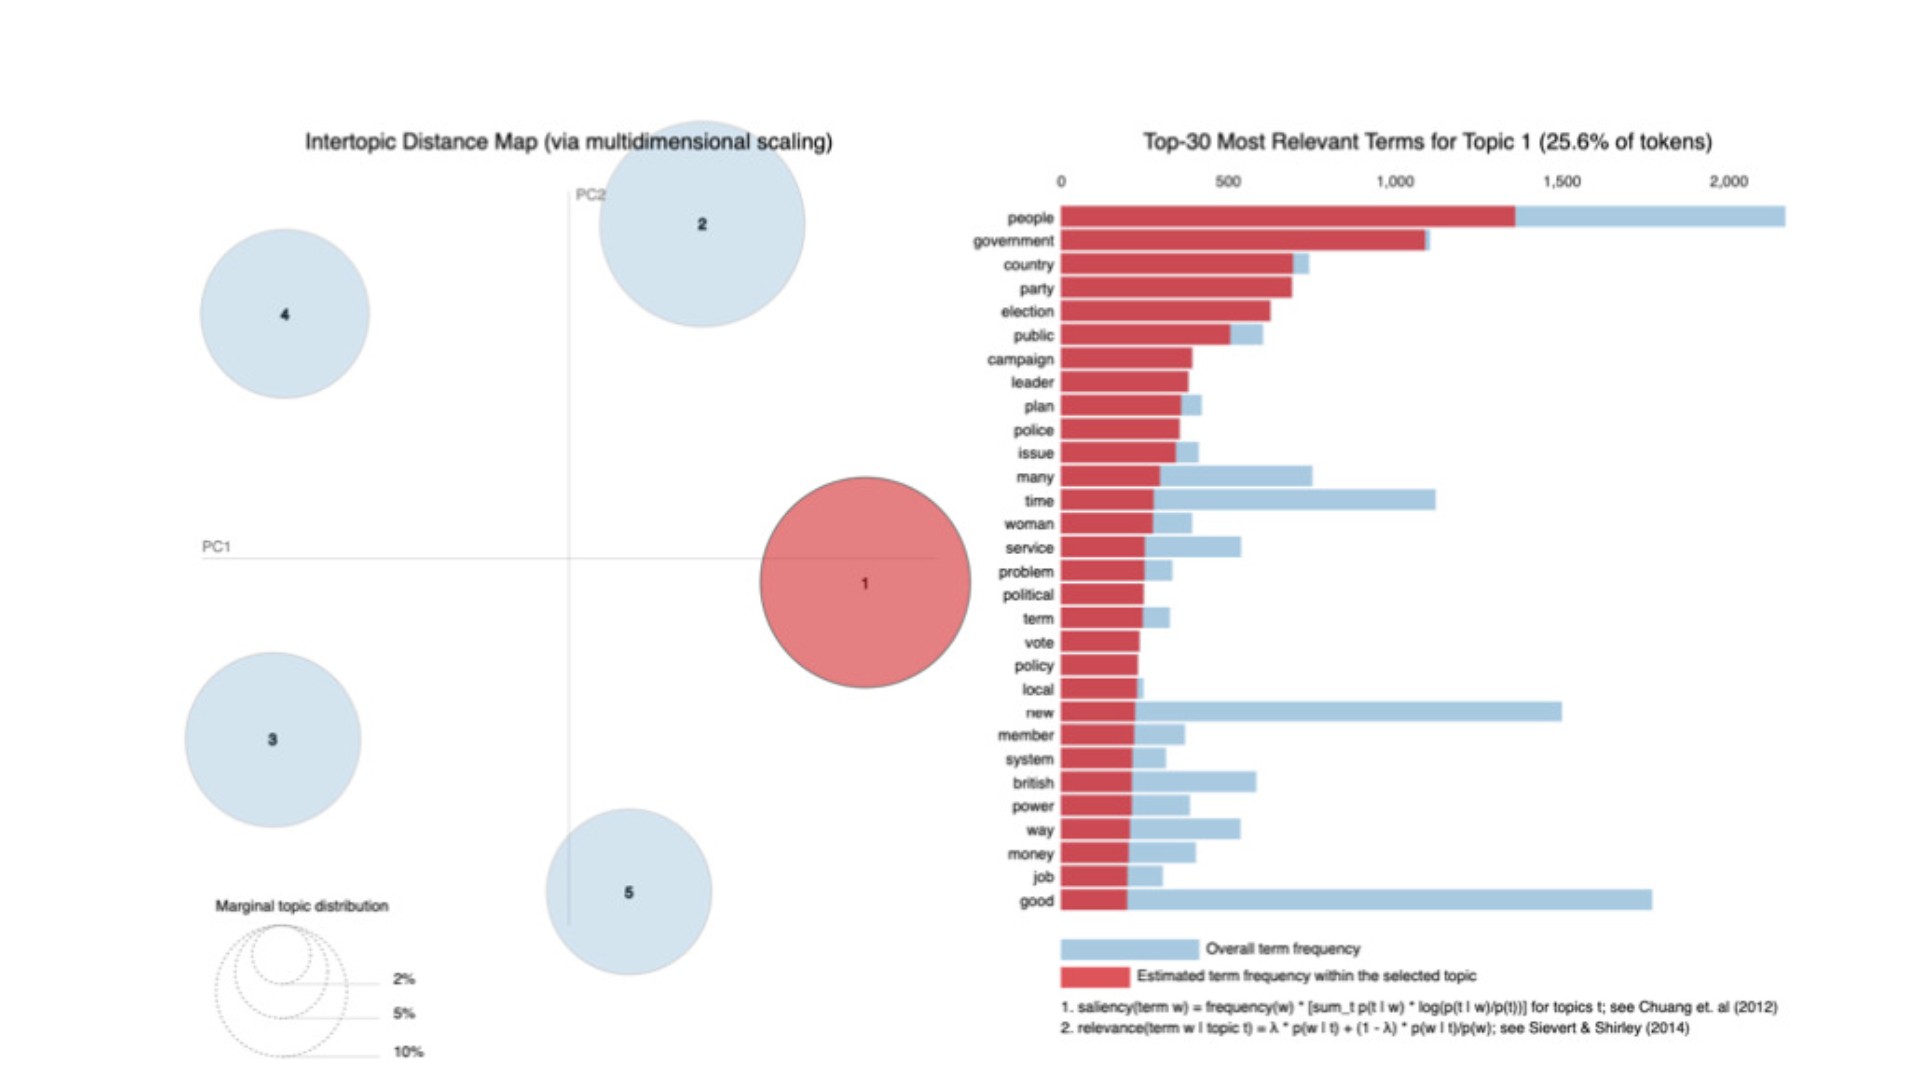 Intertopic Distance Map (via multidimensional scaling)
PC2
2
4
PC1
1
3
5
Marginal topic distribution
2%
5%
10%
Top-30 Most Relevant Terms for Topic 1 (25.6% of tokens)
0 500 1,000 1,500 2,000
people
government
country
party
election
public
campaign
leader
plan
police
issue
many
time
woman
service
problem
political
term
vote
policy
local
new
member
system
british
power
way
money
job
good
Overall term frequency
Estimated term frequency within the selected topic
1. saliency(term w) = frequency(w) * [sum_t p(t | w) * log(p(t | w)/p(t))] for topics t; see Chuang et. al (2012)
2. relevance(term w | topic t) = λ * p(w | t) + (1 - λ) * p(w | t)/p(w); see Sievert & Shirley (2014)